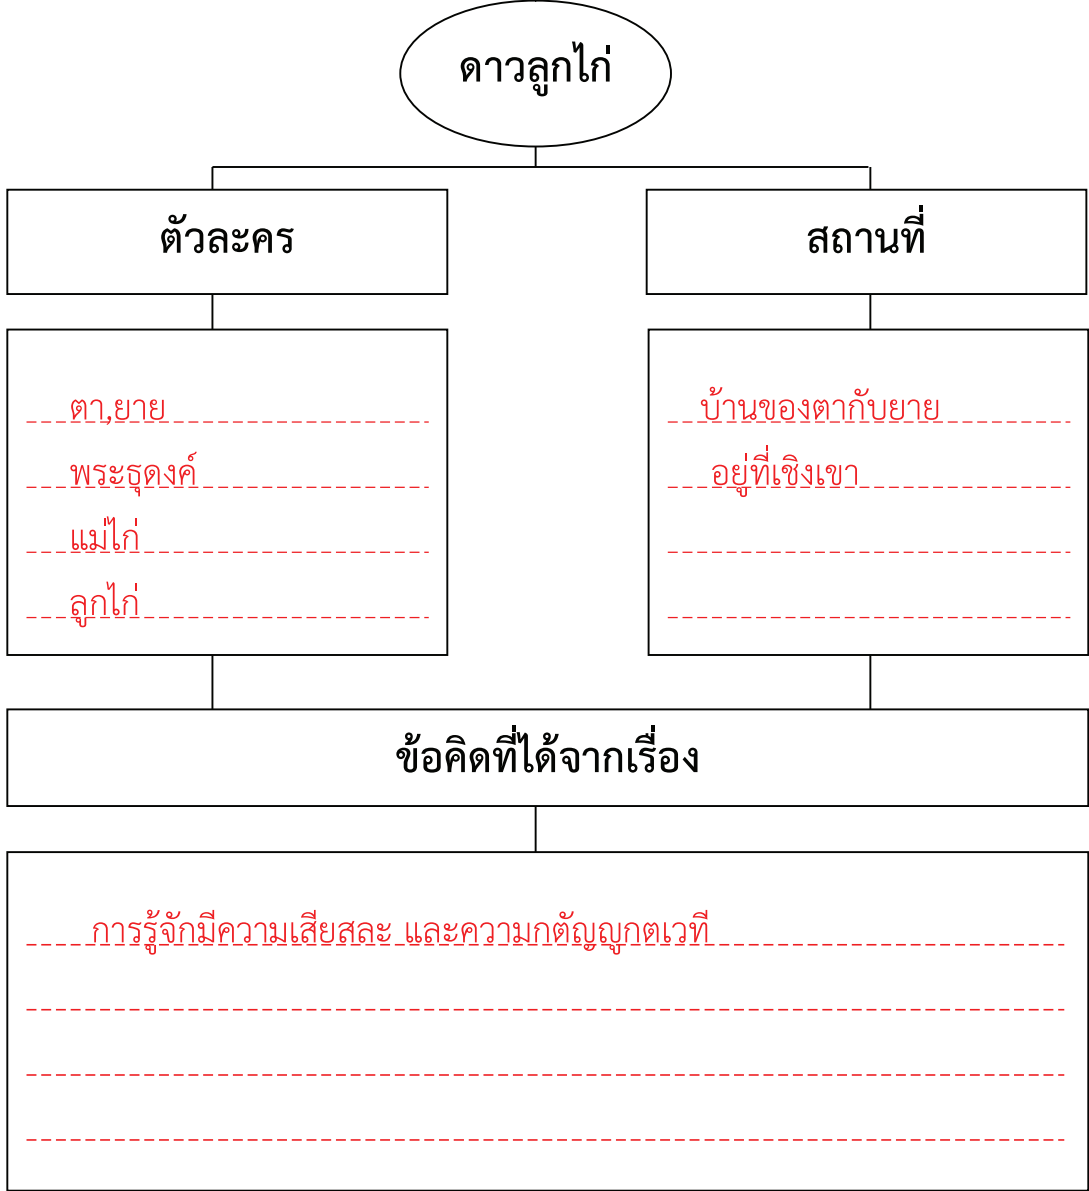 ดาวลูกไก่
ตัวละคร
สถานที่
ตา,ยาย
พระธุดงค์
แม่ไก่
ลูกไก่
บ้านของตากับยาย
อยู่ที่เชิงเขา
ข้อคิดที่ได้จากเรื่อง
การรู้จักมีความเสียสละ และความกตัญญูกตเวที